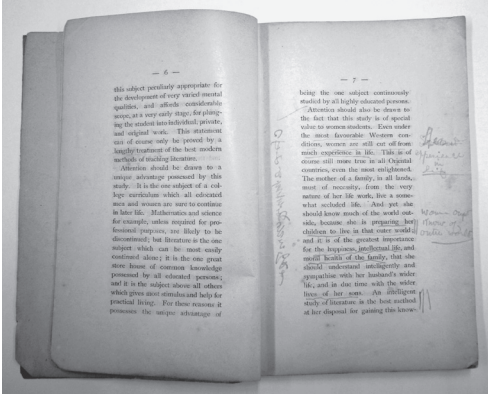 — 6 —
this subject peculiarly appropriate for
the development of very varied mental
qualities, and affords considerable
scope, at a very early stage, for plung-
ing the student into individual, private,
and original work. This statement
can of course only be proved by a
lengthy treatment of the best modern
methods of teaching literature.
Attention should be drawn to a
unique advantage possessed by this
study. It is the one subject of a col-
lege curriculum which all educated
men and women are sure to continue
in later life. Mathematics and science
for example, unless required for pro-
fessional purposes, are likely to be
discontinued; but literature is the one
subject which can be most easily
continued alone; it is the one great
store house of common knowledge
possessed by all educated persons;
and it is the subject above all others
which gives most stimulus and help for
practical living. For these reasons it
possesses the unique advantage of
— 7 —
being the one subject continuously
studied by all highly educated persons.
Attention should also be drawn to
the fact that this study is of special
value to women students. Even under
the most favourable Western con-
ditions, women are still cut off from
much experience in life. This is of
course still more true in all Oriental
countries, even the most enlightened.
The mother of a family, in all lands,
must of necessity, from the very
nature of her life work, live a some-
what secluded life. And yet she
should know much of the world out-
side, because she is preparing her
children to live in that outer world;
and it is of the greatest importance
for the happiness, intellectual life, and
moral health of the family, that she
should understand intelligently and
sympathise with her husband's wider
life, and in due time with the wider
lives of her sons. An intelligent
study of literature is the best method
at her disposal for gaining this know-